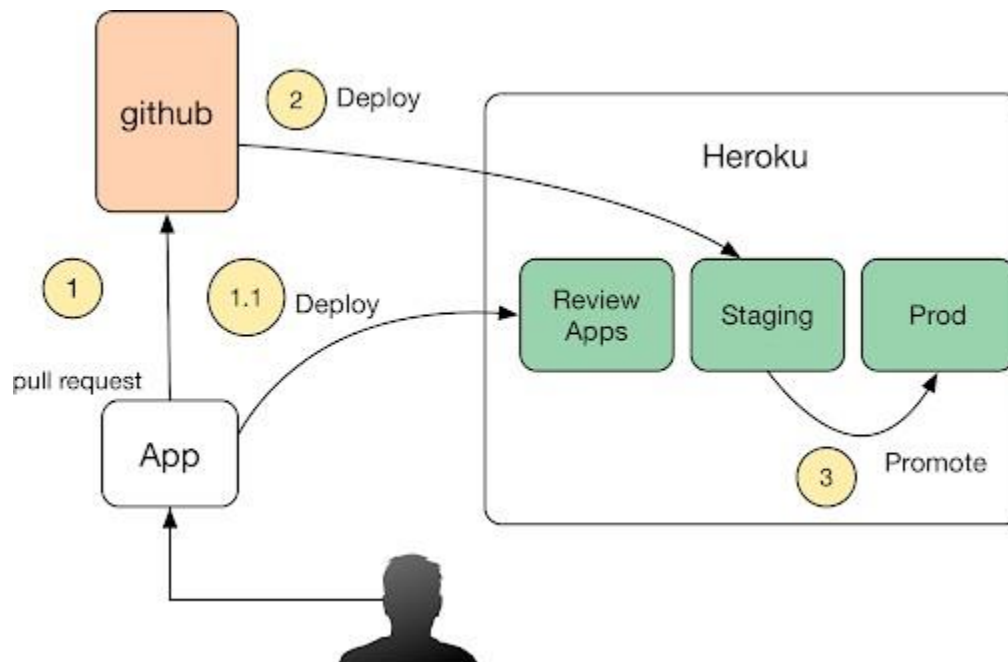 github
2 Deploy
Heroku
1
1.1 Deploy
Review
Apps
Staging
Prod
pull request
App
3 Promote